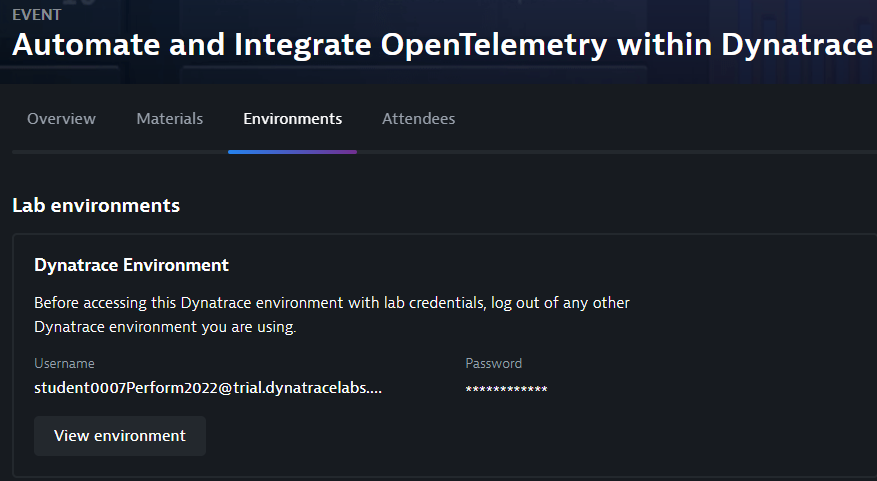 EVENT
Automate and Integrate OpenTelemetry within Dynatrace
Overview Materials Environments Attendees
Lab environments
Dynatrace Environment
Before accessing this Dynatrace environment with lab credentials, log out of any other
Dynatrace environment you are using.
Username Password
student0007Perform2022@trial.dynatracelabs.... ************
View environment